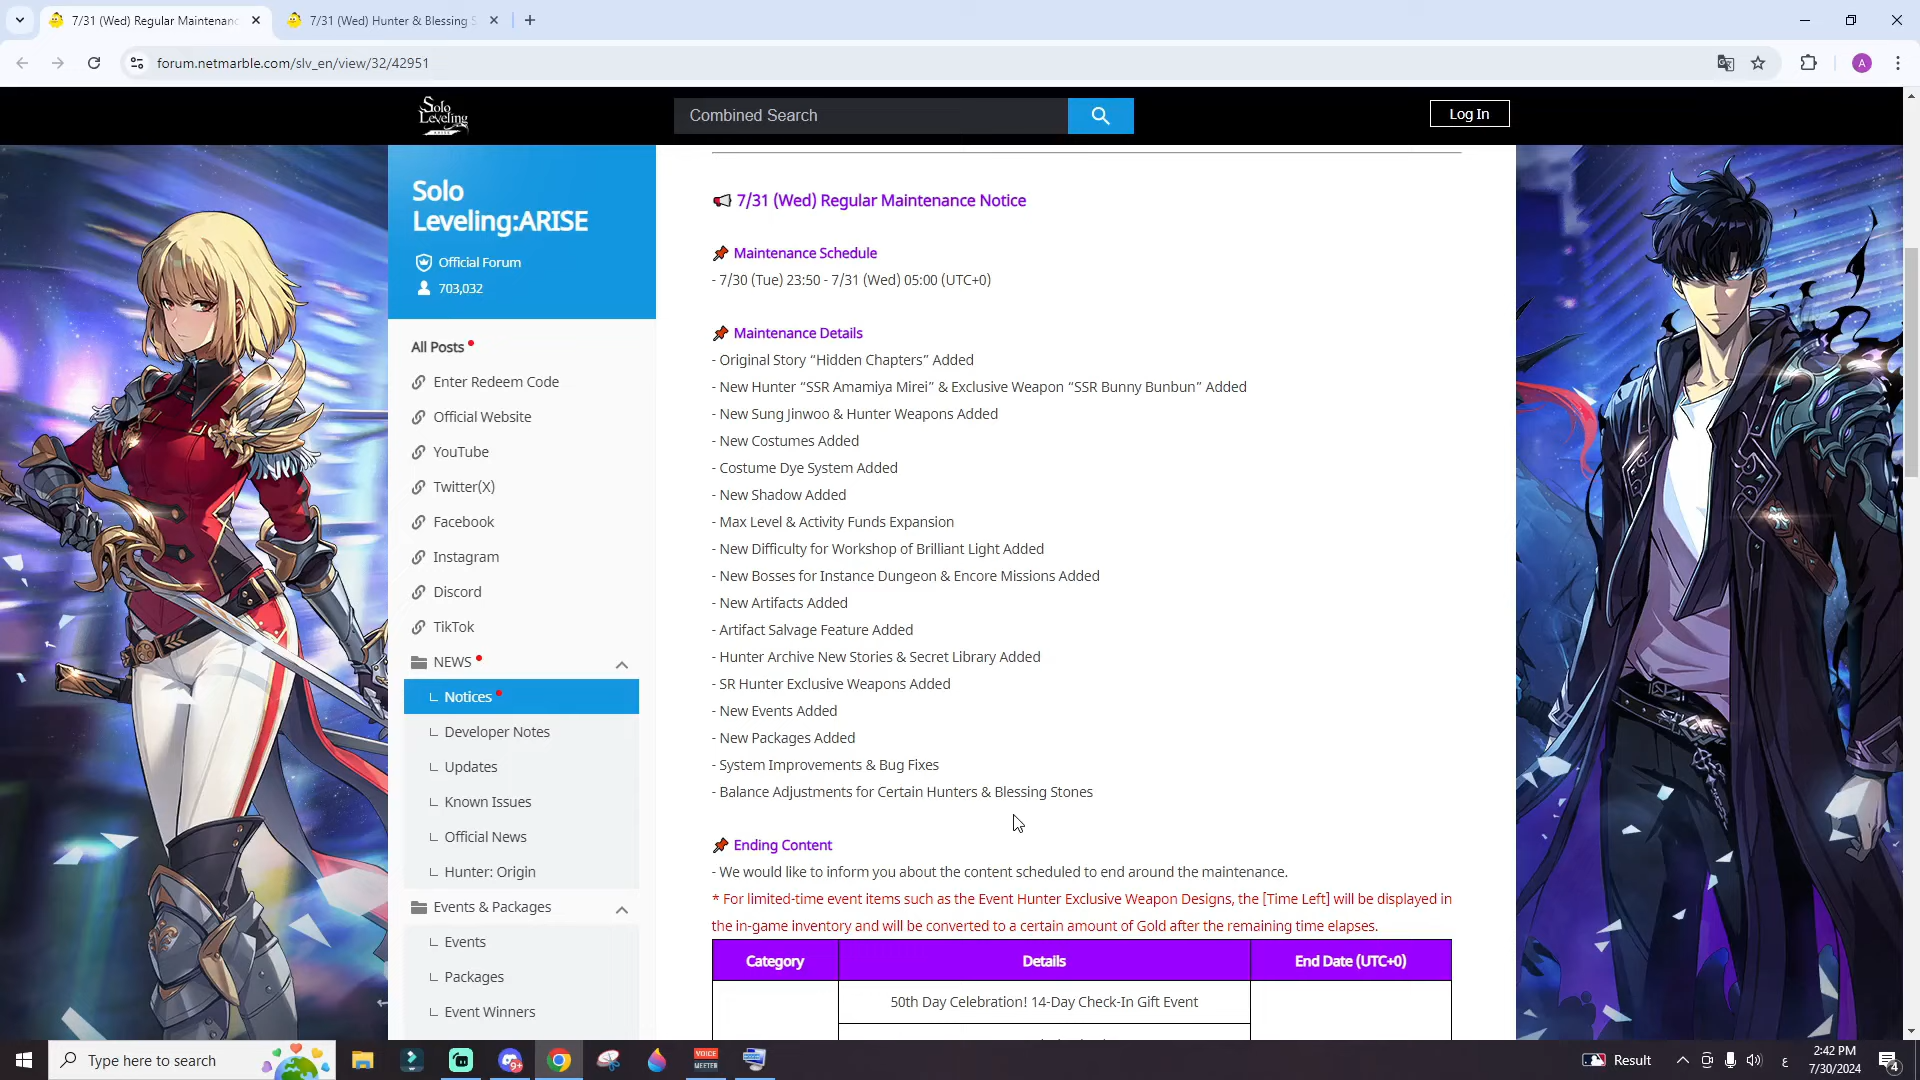 7/31 (Wed) Regular Maintenanc
7/31 (Wed) Hunter & Blessing S
forum.netmarble.com/slv_en/view/32/42951
A
Solo Leveling ARISE
Combined Search
Log In
Solo
Leveling:ARISE
Official Forum
703,032
All Posts
Enter Redeem Code
Official Website
YouTube
Twitter(X)
Facebook
Instagram
Discord
TikTok
NEWS
Notices
Developer Notes
Updates
Known Issues
Official News
Hunter: Origin
Events & Packages
Events
Packages
Event Winners
7/31 (Wed) Regular Maintenance Notice
Maintenance Schedule
- 7/30 (Tue) 23:50 - 7/31 (Wed) 05:00 (UTC+0)
Maintenance Details
- Original Story “Hidden Chapters” Added
- New Hunter “SSR Amamiya Mirei” & Exclusive Weapon “SSR Bunny Bunbun” Added
- New Sung Jinwoo & Hunter Weapons Added
- New Costumes Added
- Costume Dye System Added
- New Shadow Added
- Max Level & Activity Funds Expansion
- New Difficulty for Workshop of Brilliant Light Added
- New Bosses for Instance Dungeon & Encore Missions Added
- New Artifacts Added
- Artifact Salvage Feature Added
- Hunter Archive New Stories & Secret Library Added
- SR Hunter Exclusive Weapons Added
- New Events Added
- New Packages Added
- System Improvements & Bug Fixes
- Balance Adjustments for Certain Hunters & Blessing Stones
Ending Content
- We would like to inform you about the content scheduled to end around the maintenance.
* For limited-time event items such as the Event Hunter Exclusive Weapon Designs, the [Time Left] will be displayed in
the in-game inventory and will be converted to a certain amount of Gold after the remaining time elapses.
Category Details End Date (UTC+0)
50th Day Celebration! 14-Day Check-In Gift Event
Type here to search
9+
VOICE
MEETER
Result
ع
2:42 PM
7/30/2024
4